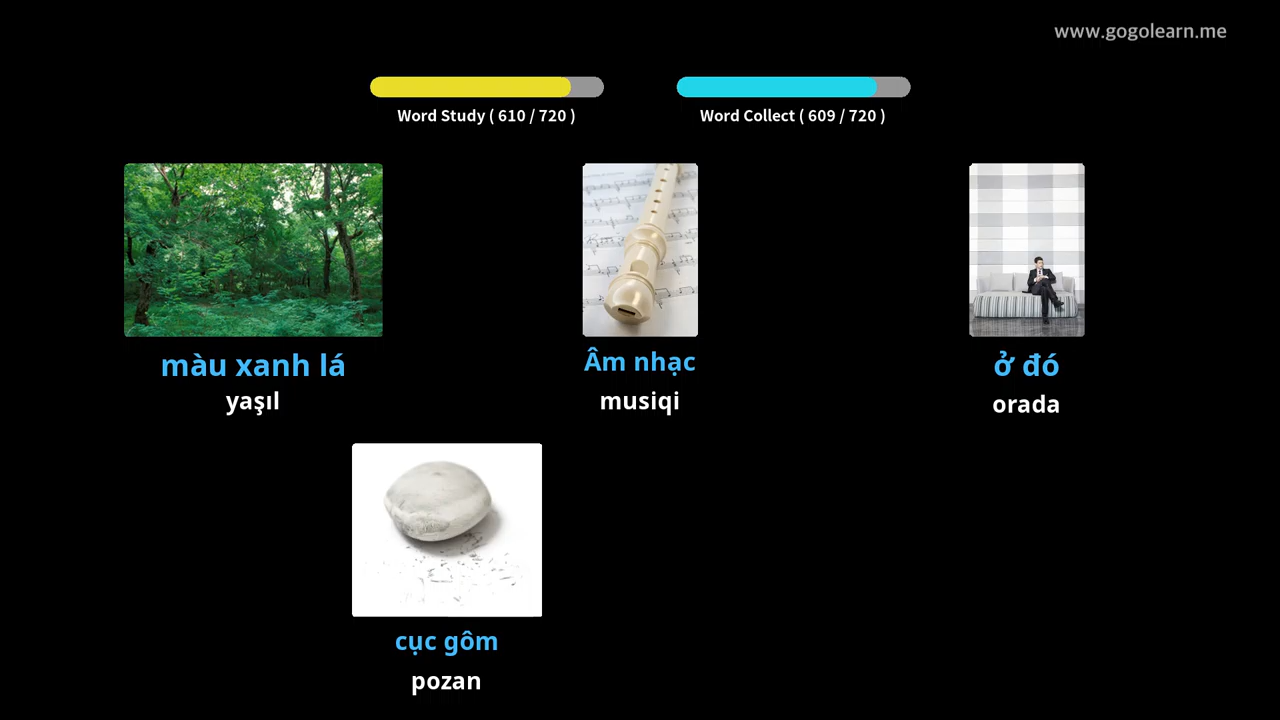 www.gogolearn.me
Word Study ( 610 / 720 )
Word Collect ( 609 / 720 )
màu xanh lá
yaşıl
Âm nhạc
musiqi
ở đó
orada
cục gôm
pozan